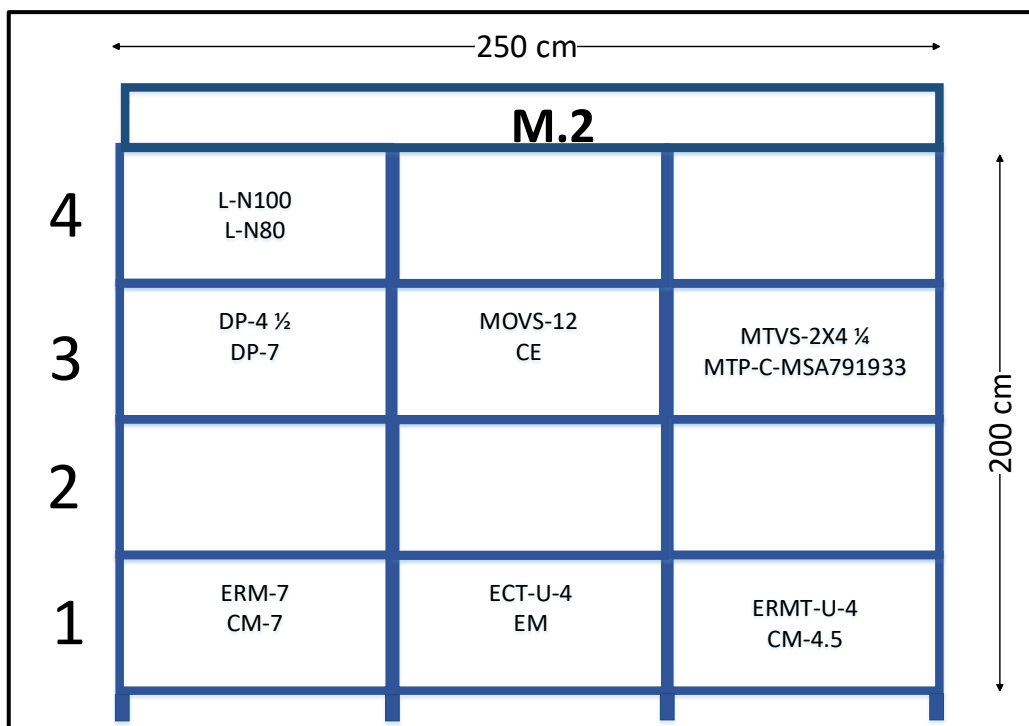 250 cm
M.2
4
L-N100
L-N80
3
DP-4 ½
DP-7
MOVS-12
CE
MTVS-2X4 ¼
MTP-C-MSA791933
200 cm
2
1
ERM-7
CM-7
ECT-U-4
EM
ERMT-U-4
CM-4.5